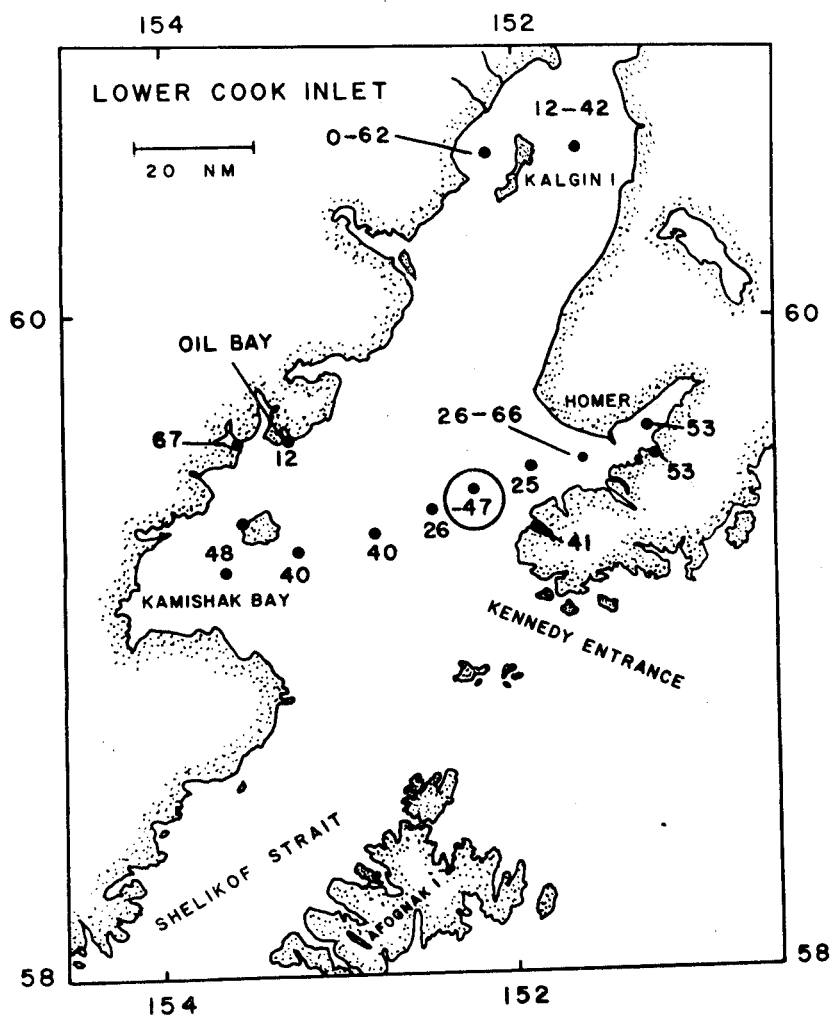 154
152
LOWER COOK INLET
12-42
0-62
20 NM
KALGIN I
60
60
OIL BAY
HOMER
26-66
67
53
12
53
25
-47
26
41
48
40
40
KAMISHAK BAY
KENNEDY ENTRANCE
SHELIKOF STRAIT
AFOGNAK I
58
58
154
152